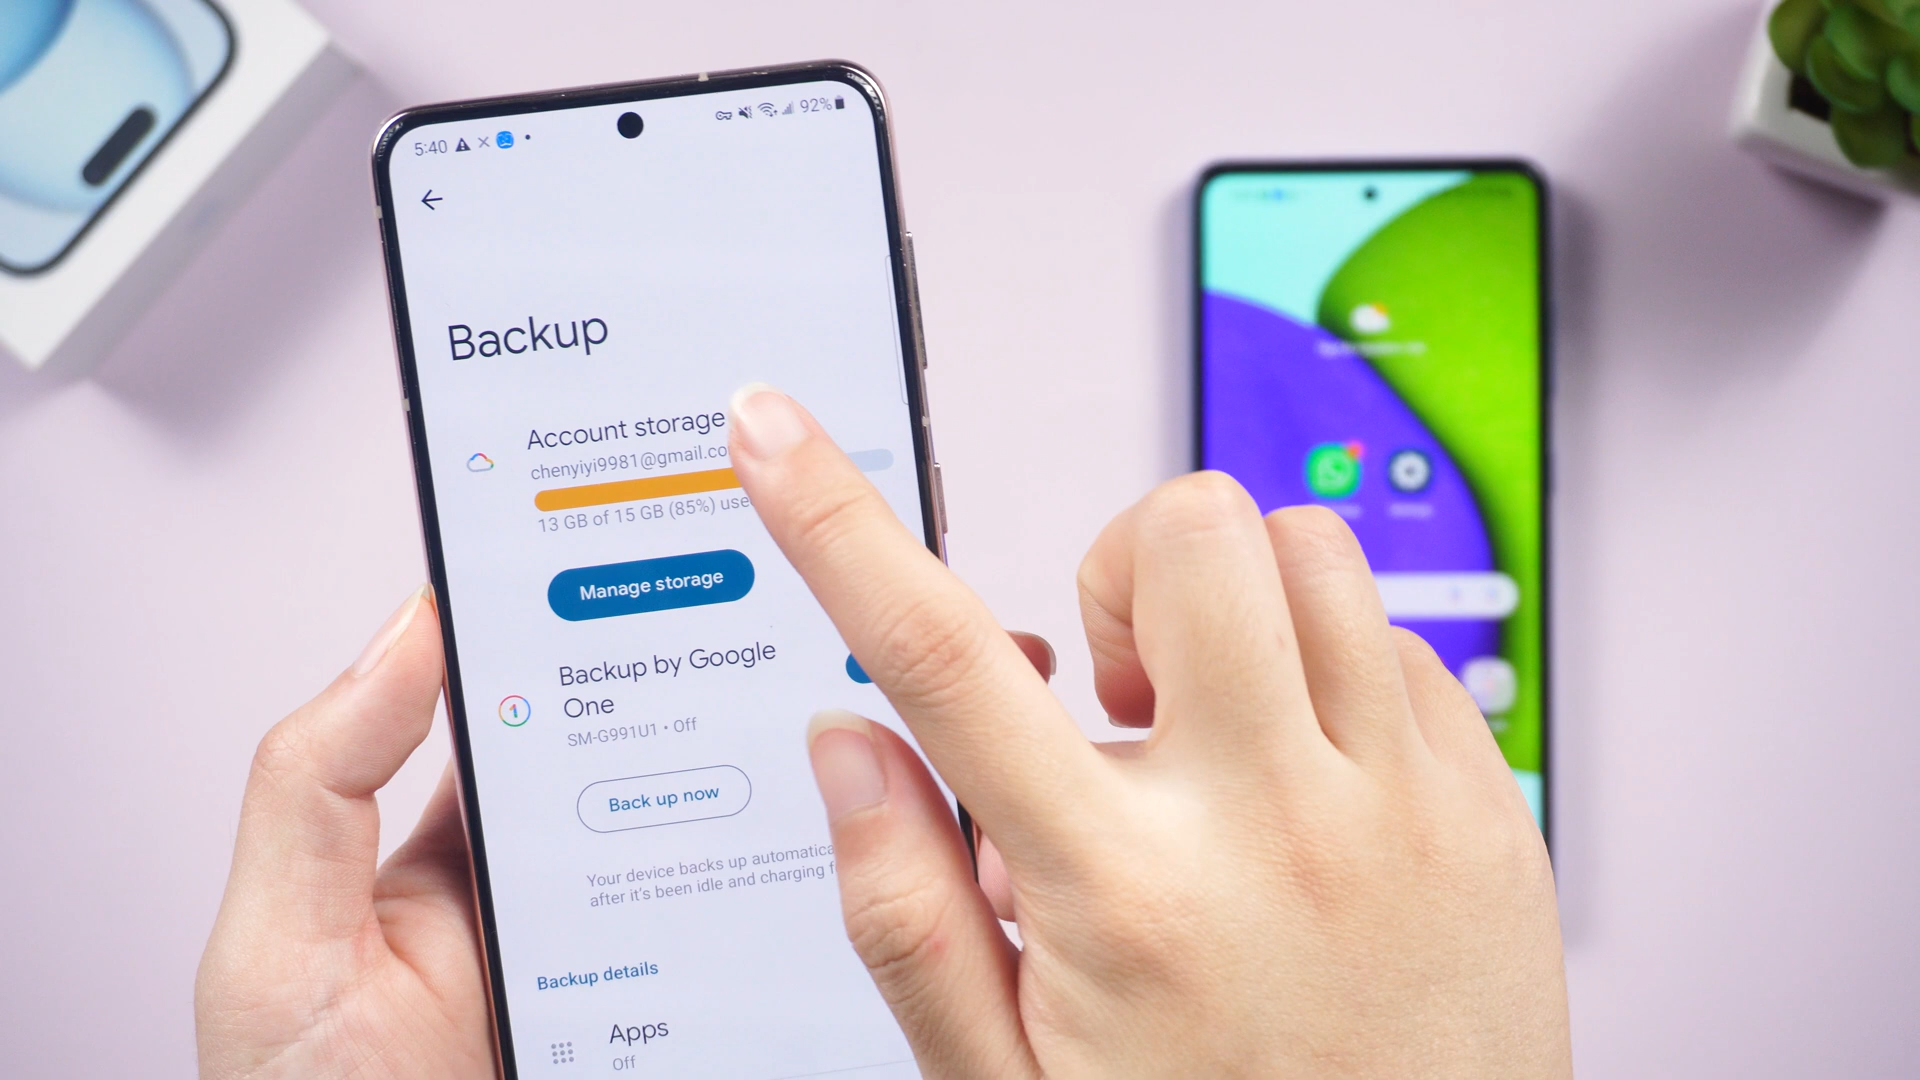 5:40
92%
Backup
Account storage
chenyiyi9981@gmail.co
13 GB of 15 GB (85%) use
Manage storage
Backup by Google
One
SM-G991U1 • Off
1
Back up now
Your device backs up automatica
after it's been idle and charging f
Backup details
Apps
Off